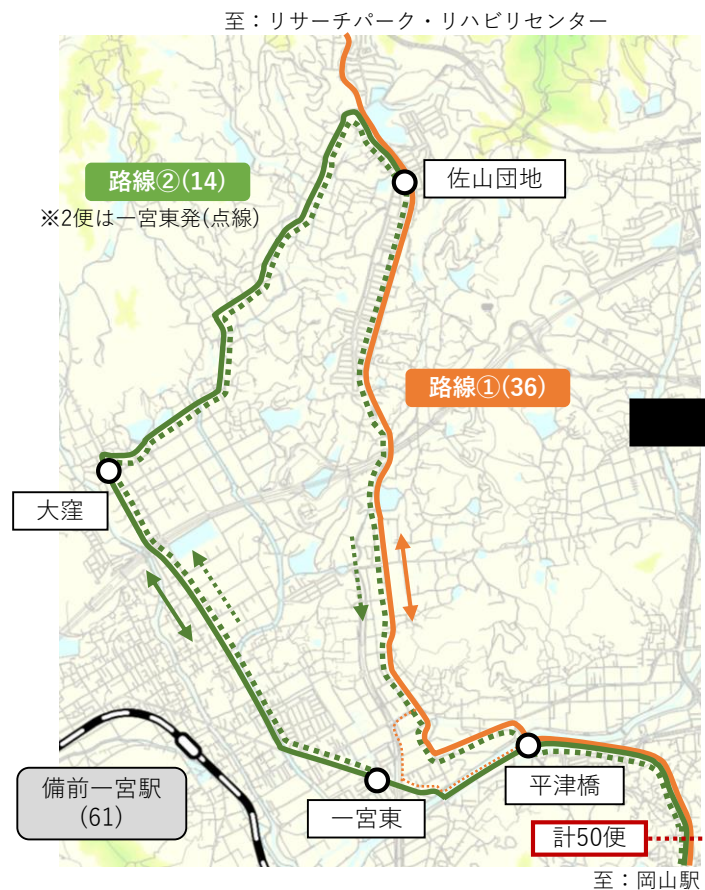 至：リサーチパーク・リハビリセンター
路線②(14)
※2便は一宮東発(点線)
佐山団地
路線①(36)
大窪
備前一宮駅
(61)
一宮東
平津橋
計50便
至：岡山駅